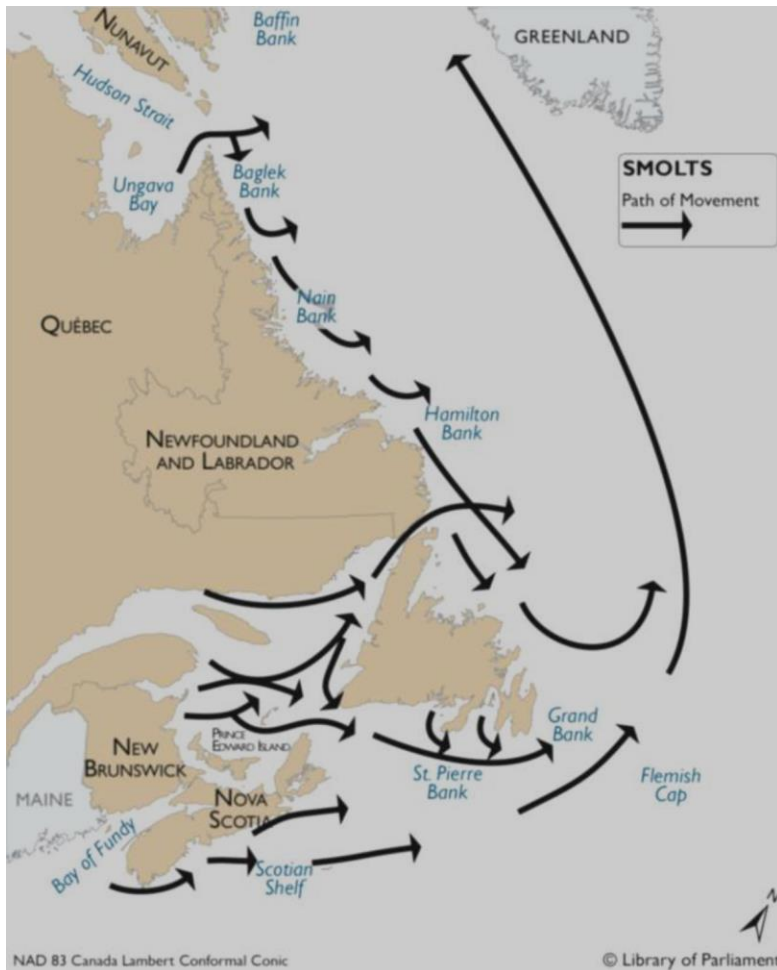 Baffin
Bank
NUNAVUT
GREENLAND
Hudson Strait
SMOLTS
Path of Movement
Ungava
Bay
Baglek
Bank
Nain
Bank
QUÉBEC
Hamilton
Bank
NEWFOUNDLAND
AND LABRADOR
Grand
Bank
PRINCE
EDWARD ISLAND
NEW
BRUNSWICK
St. Pierre
Bank
Flemish
Cap
MAINE
NOVA
SCOTIA
Bay of Fundy
Scotian
Shelf
N
NAD 83 Canada Lambert Conformal Conic
© Library of Parliament